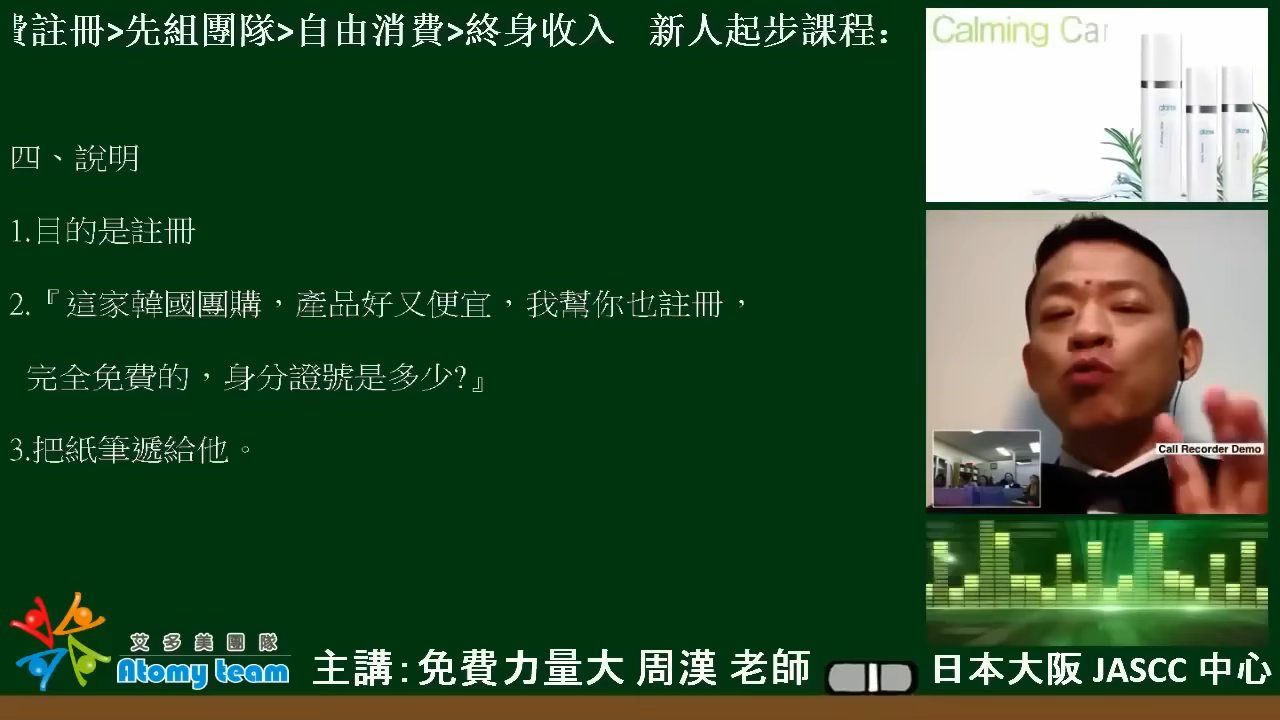 費註冊>先組團隊>自由消費>終身收入 新人起步課程：
四、說明
1.目的是註冊
2.『這家韓國團購，產品好又便宜，我幫你也註冊，
完全免費的，身分證號是多少?』
3.把紙筆遞給他。
Calming Car
atomy
atomy
atomy
Call Recorder Demo
艾多美團隊
Atomy team
主講：免費力量大 周漢 老師
日本大阪 JASCC 中心